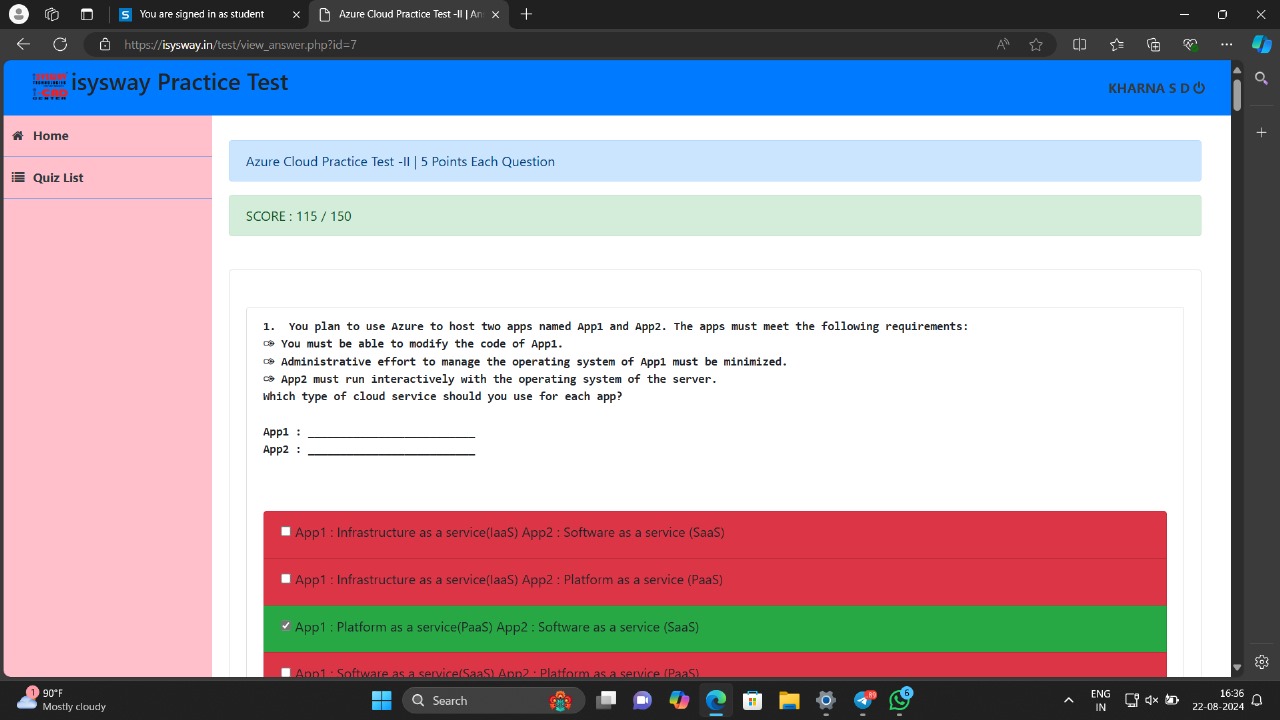 You are signed in as student
Azure Cloud Practice Test -II | An
https://isysway.in/test/view_answer.php?id=7
isysway Practice Test
KHARNA S D
Home
Quiz List
Azure Cloud Practice Test -II | 5 Points Each Question
SCORE : 115 / 150
1. You plan to use Azure to host two apps named App1 and App2. The apps must meet the following requirements:
You must be able to modify the code of App1.
Administrative effort to manage the operating system of App1 must be minimized.
App2 must run interactively with the operating system of the server.
Which type of cloud service should you use for each app?
App1 : _________________________
App2 : _________________________
App1 : Infrastructure as a service(IaaS) App2 : Software as a service (SaaS)
App1 : Infrastructure as a service(IaaS) App2 : Platform as a service (PaaS)
App1 : Platform as a service(PaaS) App2 : Software as a service (SaaS)
App1 : Software as a service(SaaS) App2 : Platform as a service (PaaS)
1
90°F
Mostly cloudy
Search
89
6
ENG
IN
16:36
22-08-2024